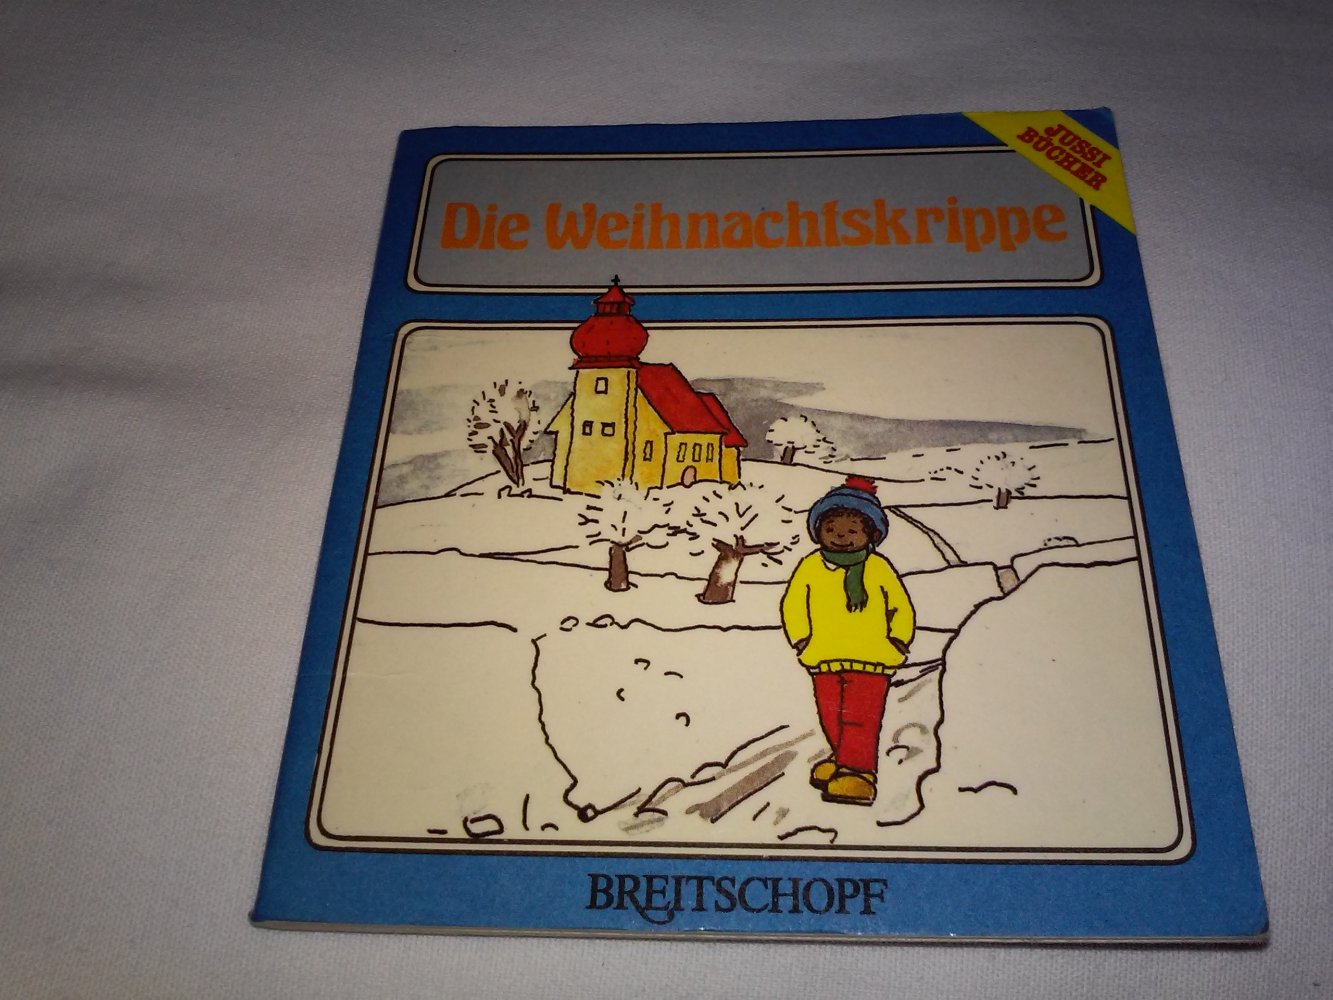 JUSSI
BÜCHER
Die Weihnachtskrippe
BREITSCHOPF